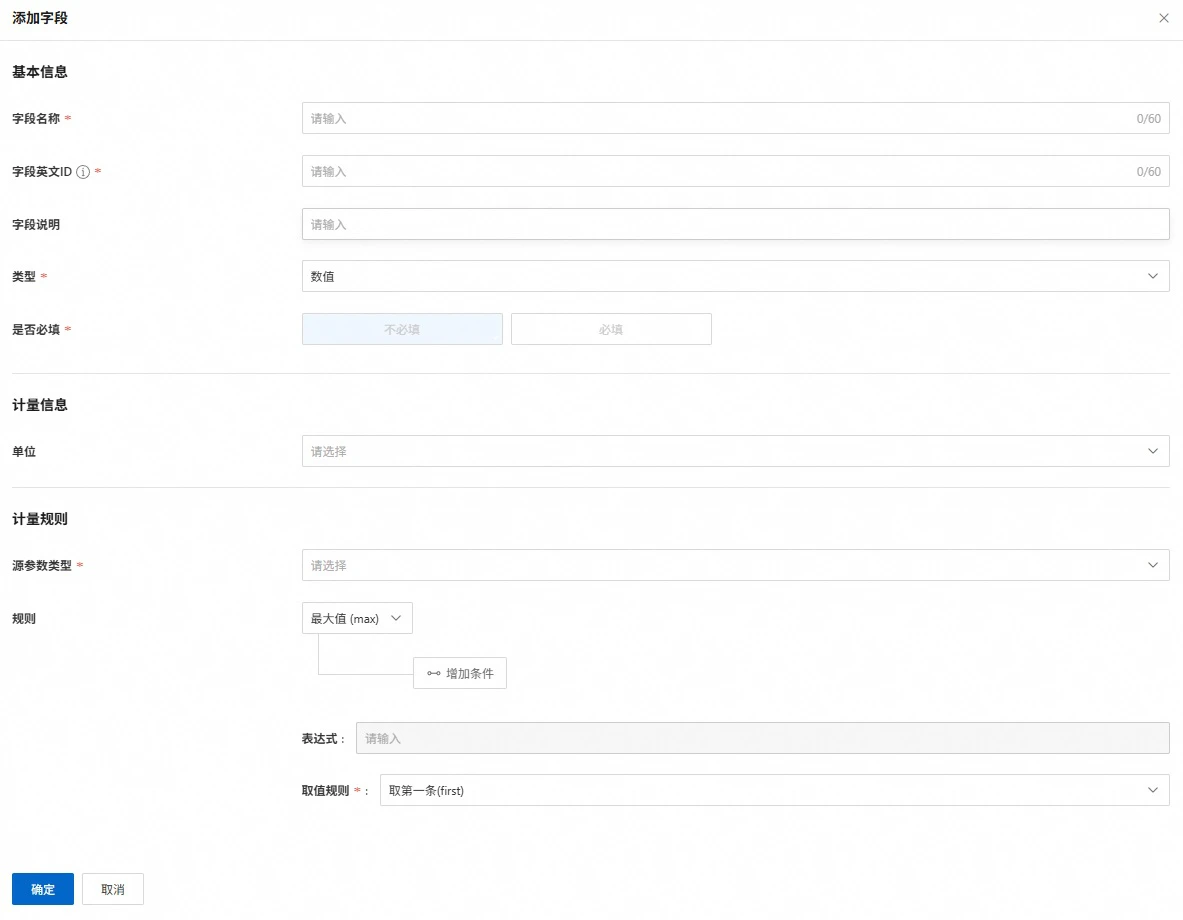 添加字段
基本信息
字段名称 *
请输入 0/60
字段英文ID *
请输入 0/60
字段说明
请输入
类型 *
数值
是否必填 *
不必填 必填
计量信息
单位
请选择
计量规则
源参数类型 *
请选择
规则
最大值 (max)
增加条件
表达式 :
请输入
取值规则 * :
取第一条(first)
确定 取消